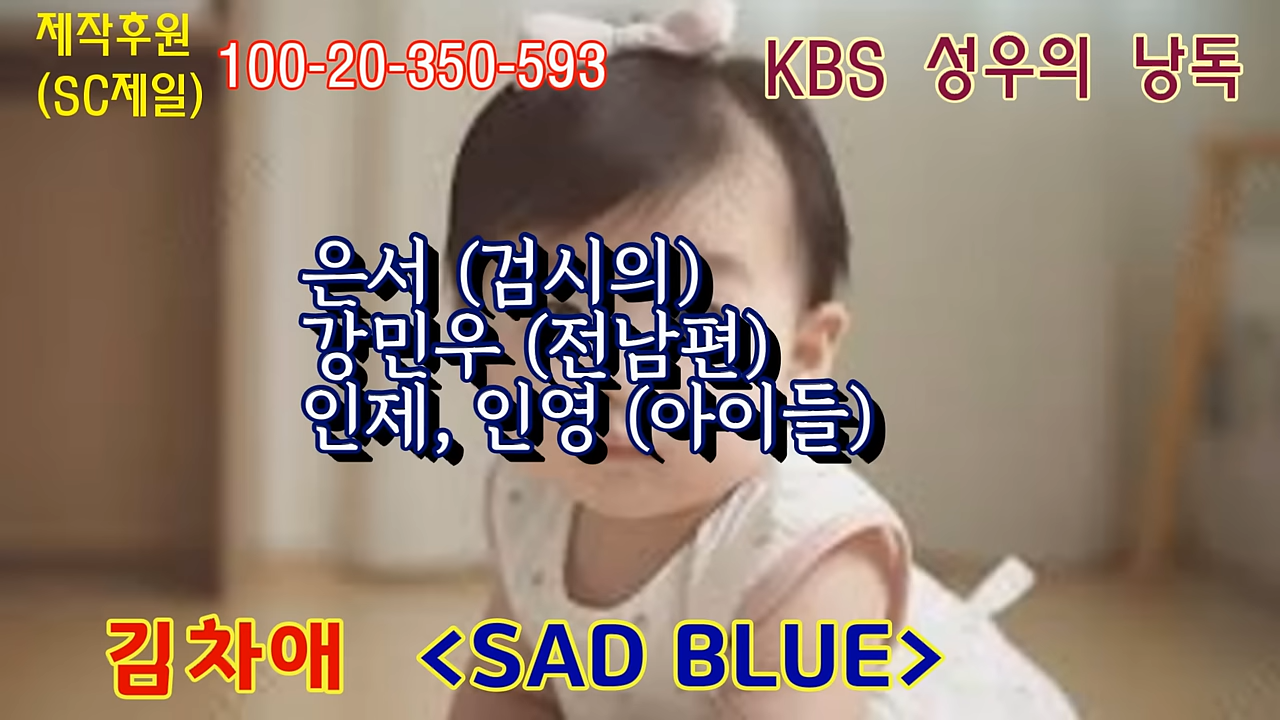 제작후원
(SC제일)
100-20-350-593
KBS 성우의 낭독
은서 (검시의)
강민우 (전남편)
인제, 인영 (아이들)
김차애 <SAD BLUE>